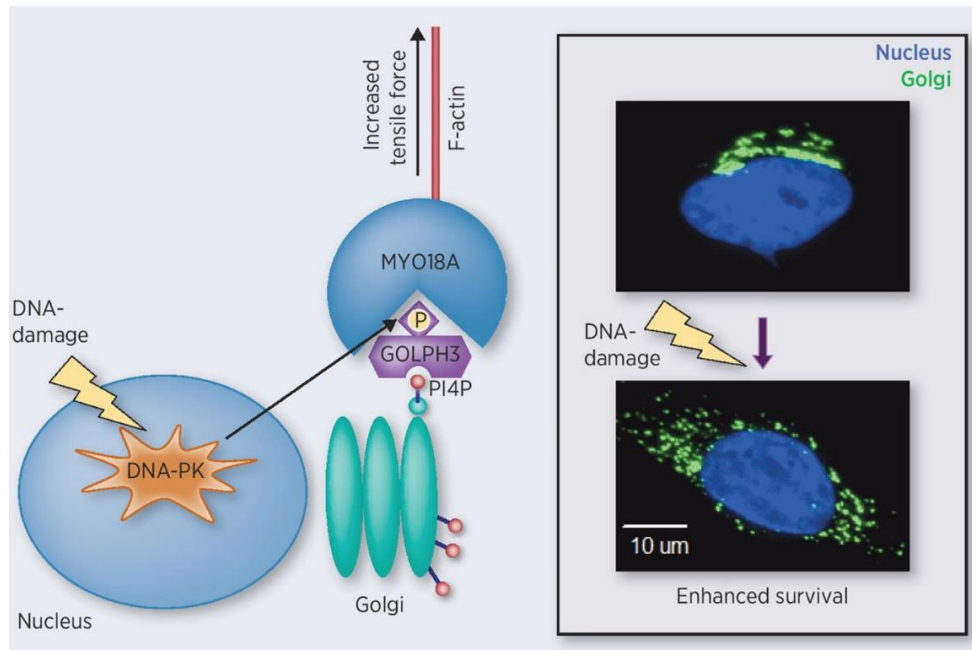 Increased
tensile force
F-actin
MYO18A
P
GOLPH3
PI4P
DNA-
damage
DNA-PK
Nucleus
Golgi
Nucleus
Golgi
DNA-
damage
10 um
Enhanced survival